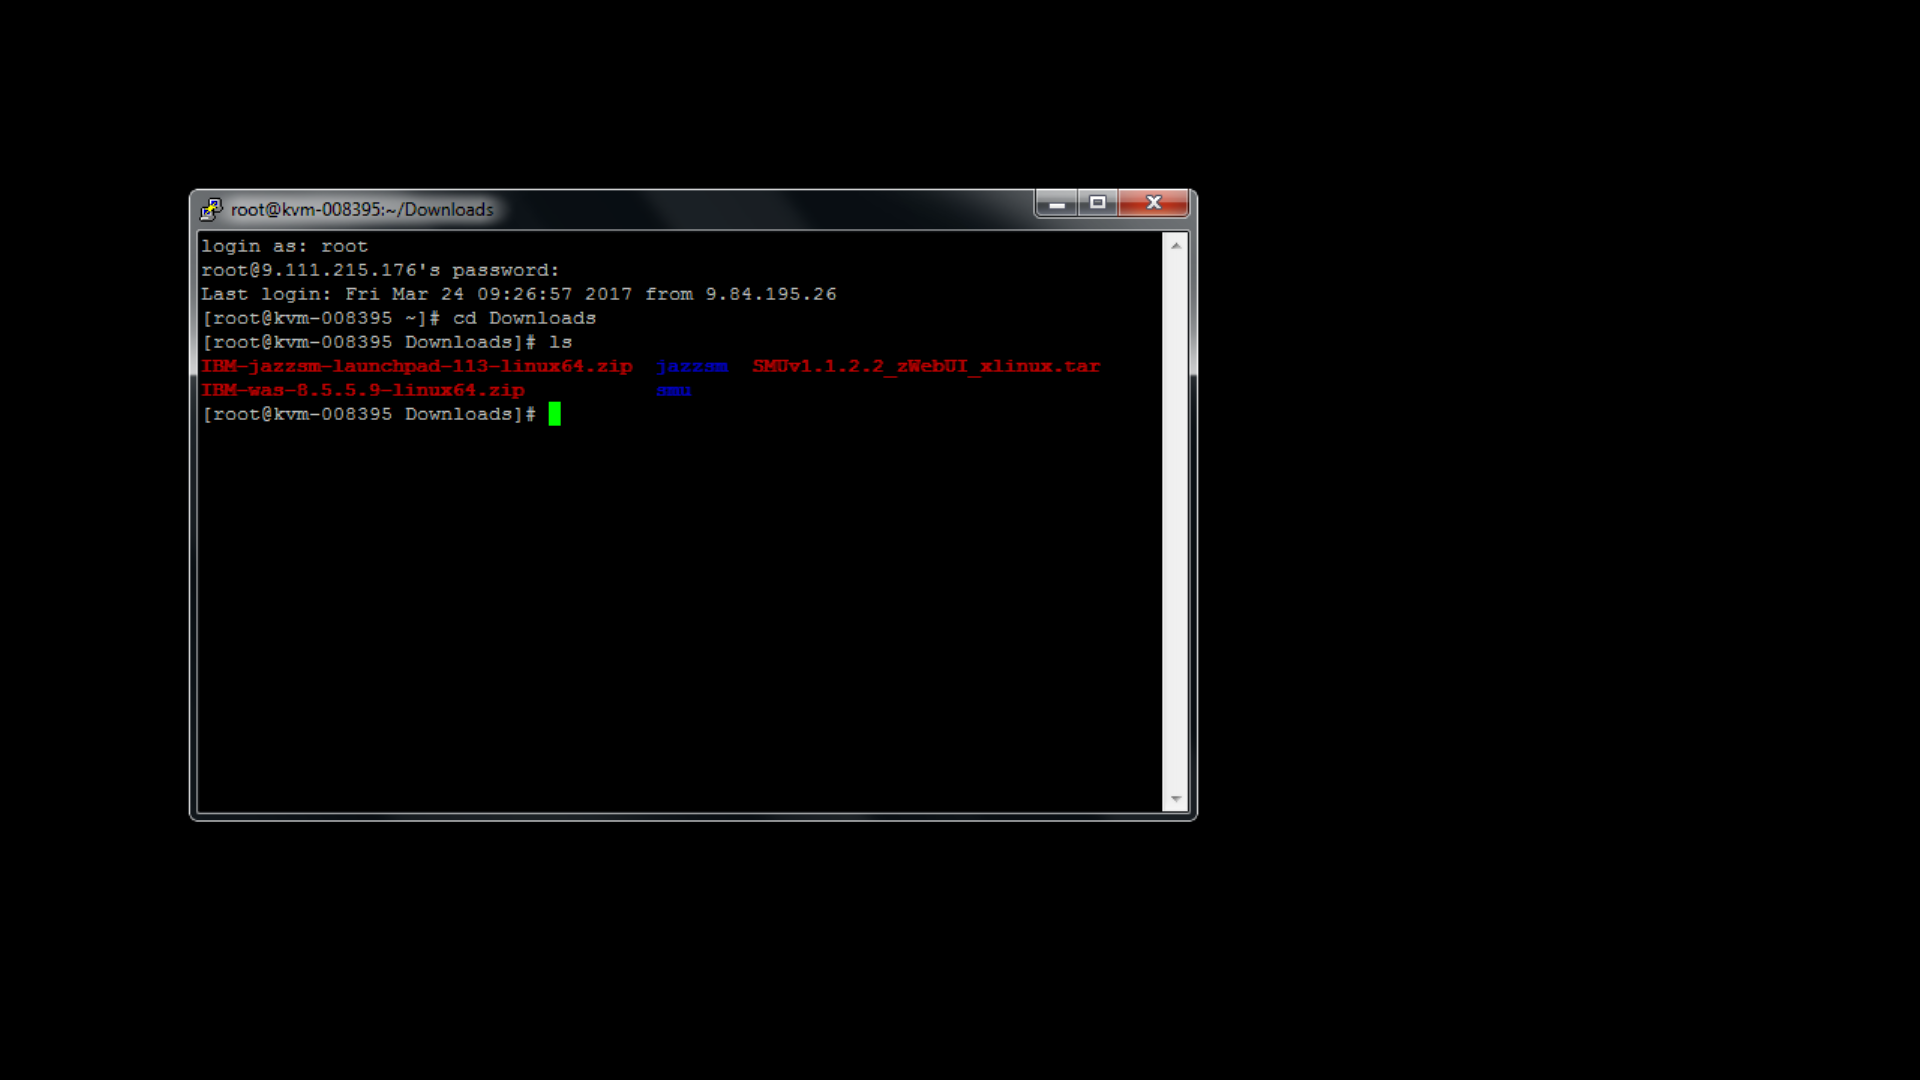 root@kvm-008395:~/Downloads
login as: root
root@9.111.215.176's password:
Last login: Fri Mar 24 09:26:57 2017 from 9.84.195.26
[root@kvm-008395 ~]# cd Downloads
[root@kvm-008395 Downloads]# ls
IBM-jazzsm-launchpad-113-linux64.zip  jazzsm  SMUv1.1.2.2_zWebUI_xlinux.tar
IBM-was-8.5.5.9-linux64.zip           smu
[root@kvm-008395 Downloads]#